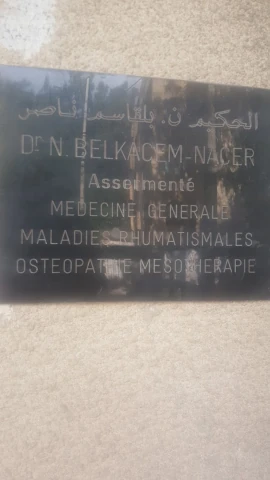 الحكيم ن. بلقاسم ناصر
Dr N. BELKACEM-NACER
Assermenté
MEDECINE GENERALE
MALADIES RHUMATISMALES
OSTEOPATHIE MESOTHERAPIE